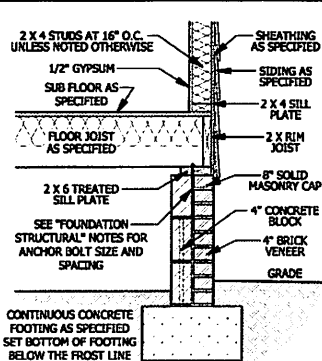 2 X 4 STUDS AT 16" O.C.
UNLESS NOTED OTHERWISE
1/2" GYPSUM
SUB FLOOR AS
SPECIFIED
FLOOR JOIST
AS SPECIFIED
2 X 6 TREATED
SILL PLATE
SEE "FOUNDATION
STRUCTURAL" NOTES FOR
ANCHOR BOLT SIZE AND
SPACING
CONTINUOUS CONCRETE
FOOTING AS SPECIFIED
SET BOTTOM OF FOOTING
BELOW THE FROST LINE
SHEATHING
AS SPECIFIED
SIDING AS
SPECIFIED
2 X 4 SILL
PLATE
2 X RIM
JOIST
8" SOLID
MASONRY CAP
4" CONCRETE
BLOCK
4" BRICK
VENEER
GRADE